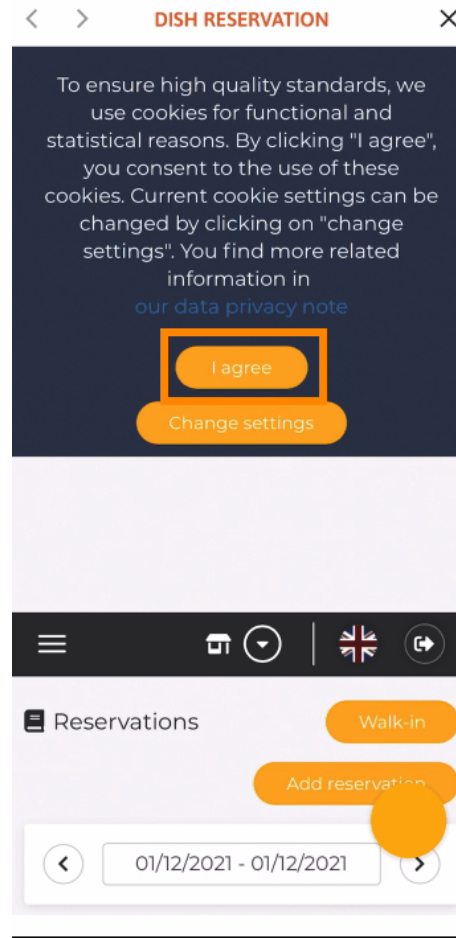 DISH RESERVATION
To ensure high quality standards, we
use cookies for functional and
statistical reasons. By clicking "I agree",
you consent to the use of these
cookies. Current cookie settings can be
changed by clicking on "change
settings". You find more related
information in
our data privacy note
I agree
Change settings
Reservations
Walk-in
Add reservation
01/12/2021 - 01/12/2021